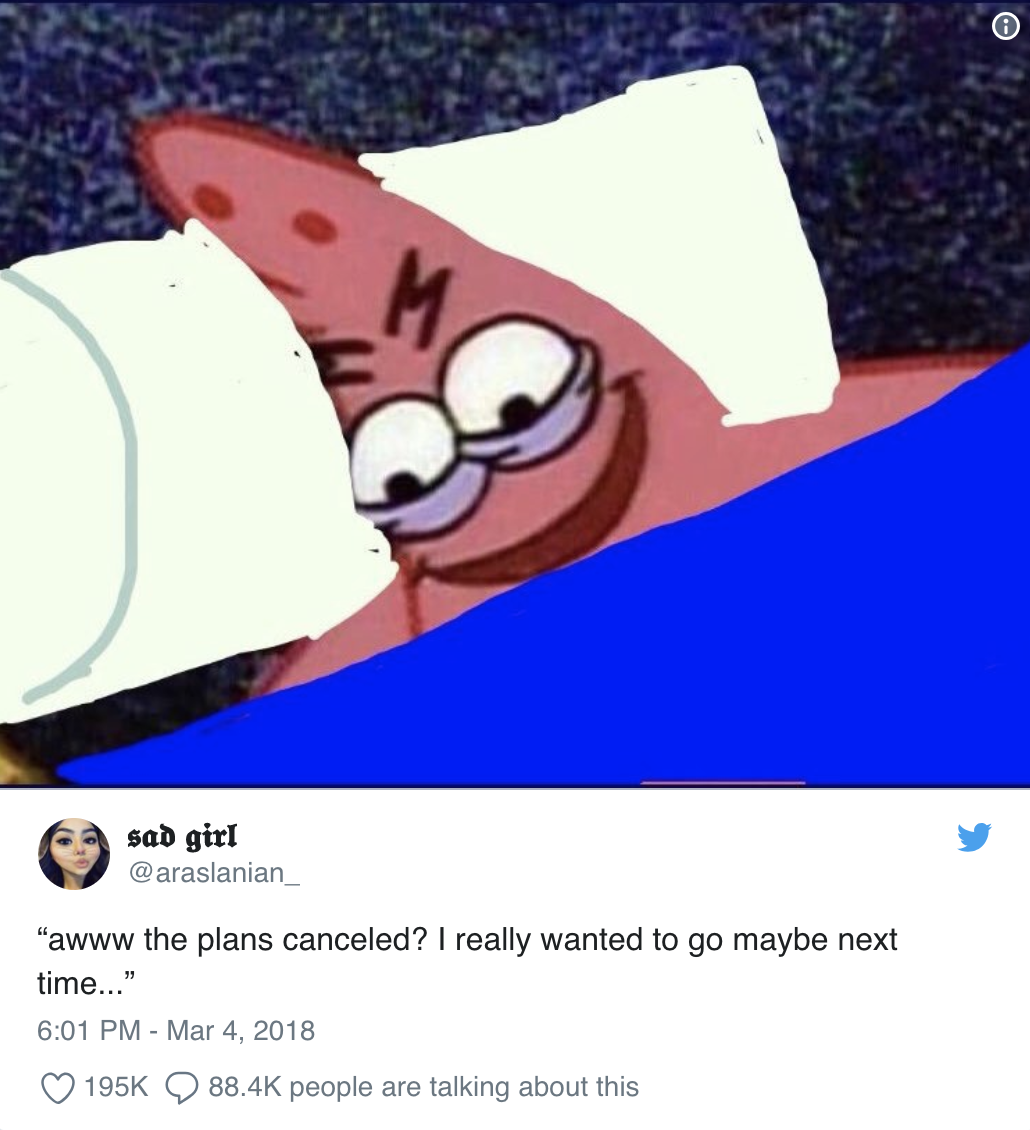 M
E
sad girl
@araslanian_
“awww the plans canceled? I really wanted to go maybe next
time...”
6:01 PM - Mar 4, 2018
195K 88.4K people are talking about this